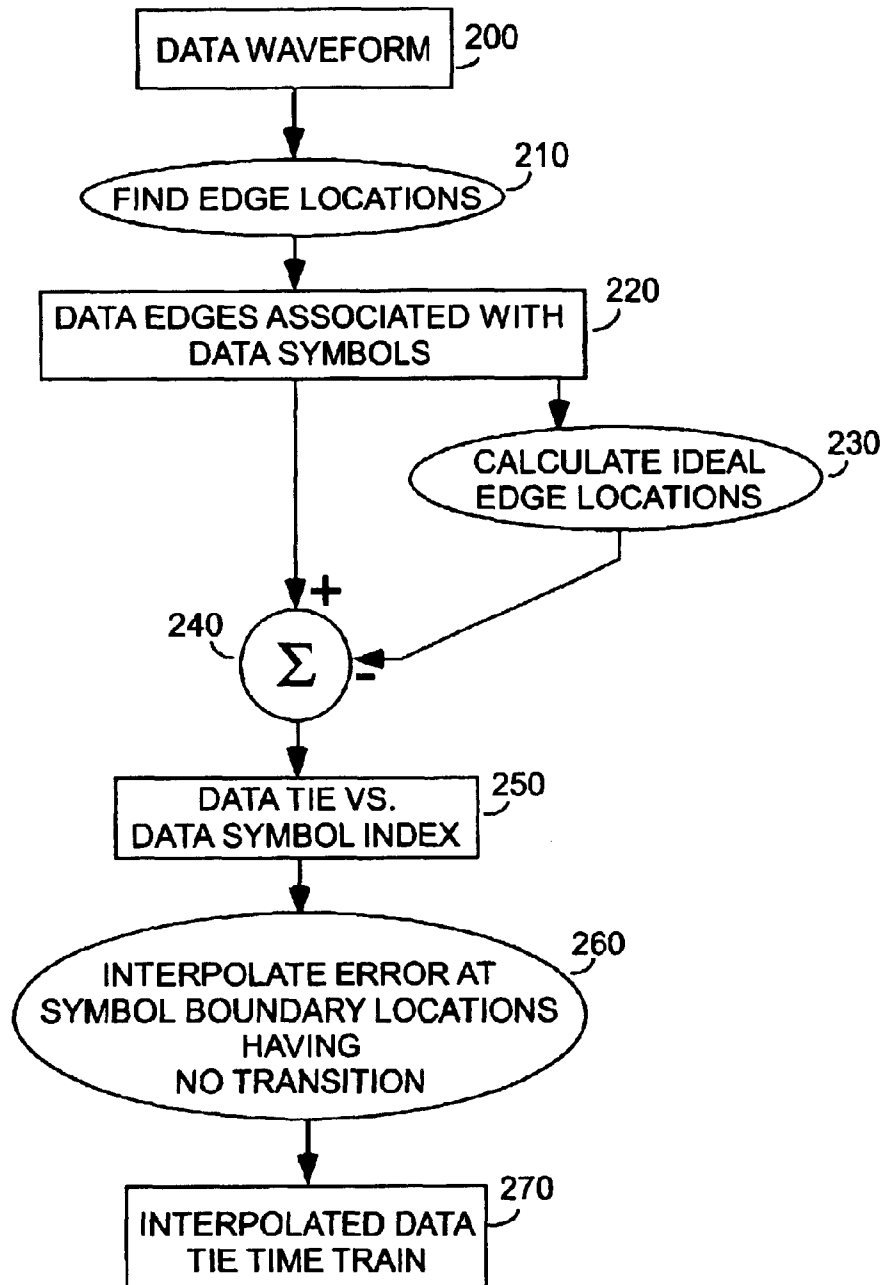 DATA WAVEFORM
200
210
FIND EDGE LOCATIONS
220
DATA EDGES ASSOCIATED WITH
DATA SYMBOLS
230
CALCULATE IDEAL
EDGE LOCATIONS
+
240
Σ
-
250
DATA TIE VS.
DATA SYMBOL INDEX
260
INTERPOLATE ERROR AT
SYMBOL BOUNDARY LOCATIONS
HAVING
NO TRANSITION
270
INTERPOLATED DATA
TIE TIME TRAIN